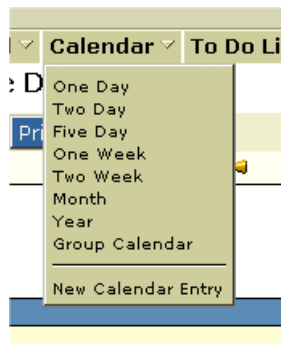 Calendar To Do Li
e D
Pri
One Day
Two Day
Five Day
One Week
Two Week
Month
Year
Group Calendar
New Calendar Entry